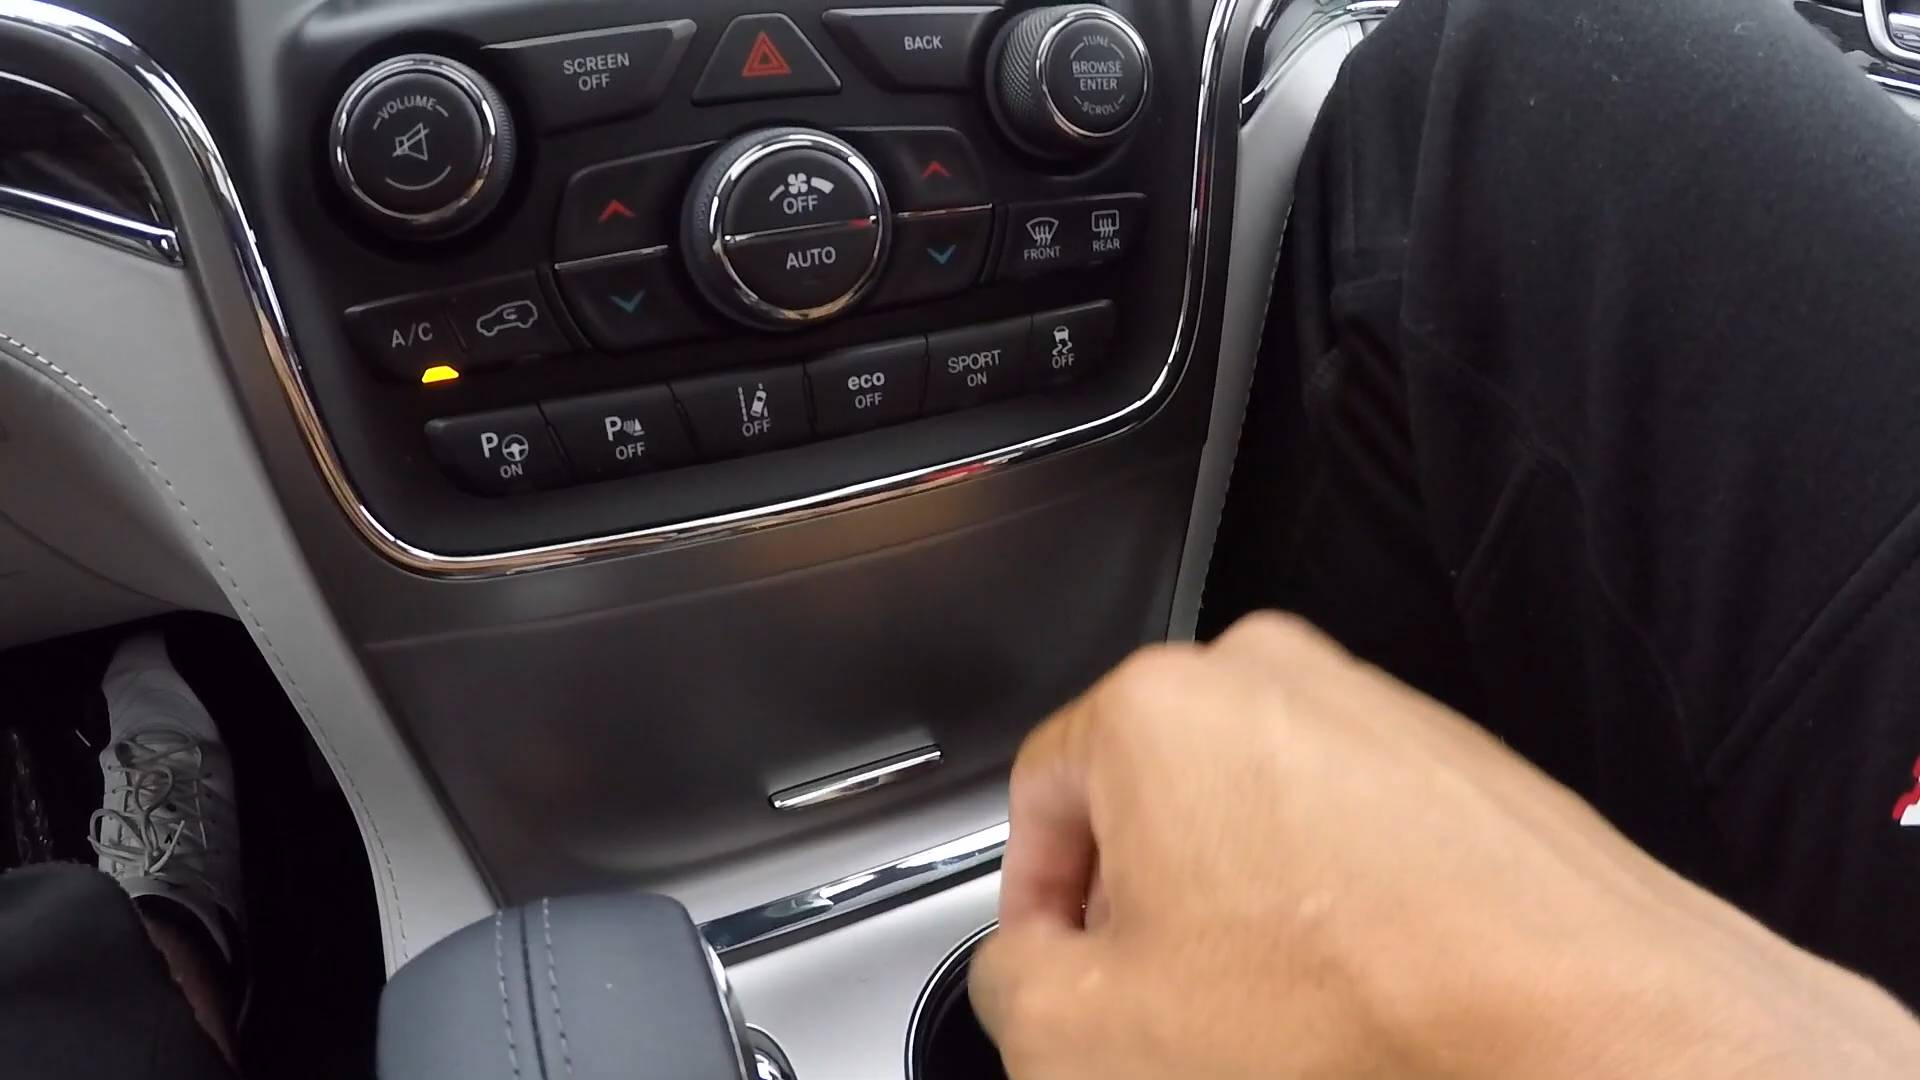 VOLUME
SCREEN
OFF
BACK
TUNE
BROWSE
ENTER
SCROLL
OFF
AUTO
FRONT
REAR
A/C
P
ON
P
OFF
OFF
eco
OFF
SPORT
ON
OFF